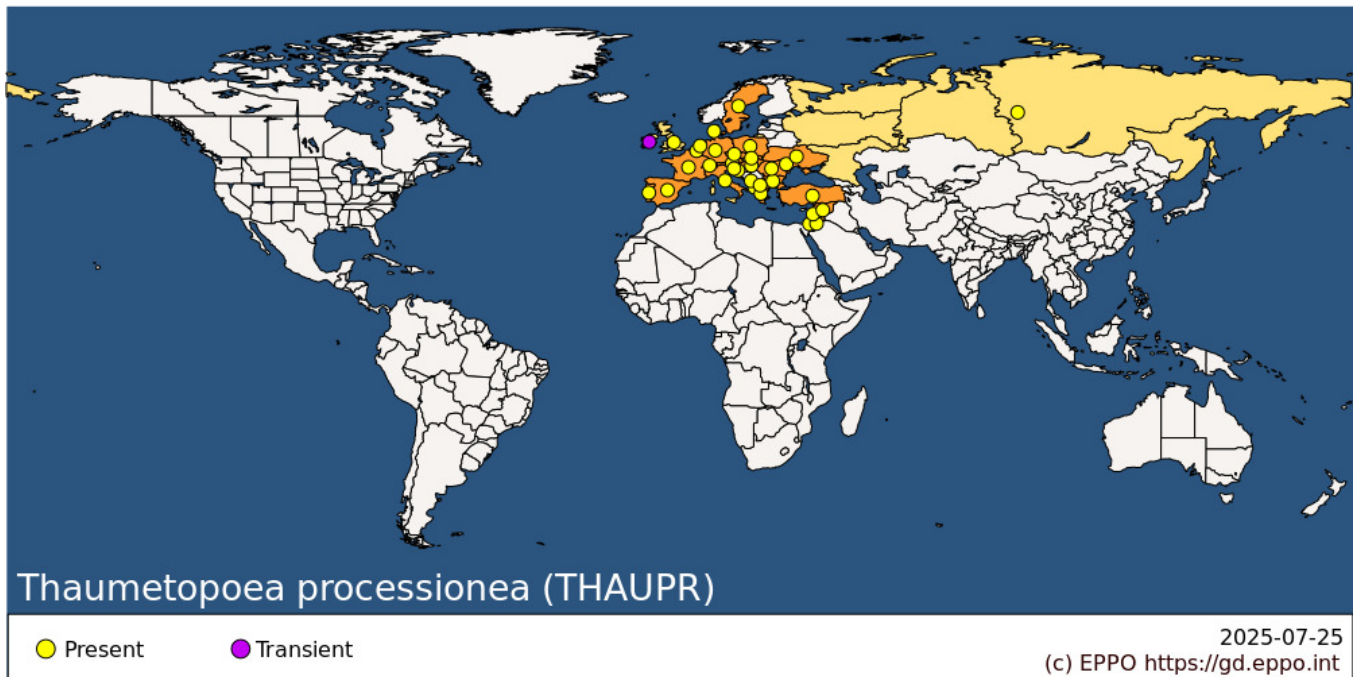 Thaumetopoea processionea (THAUPR)
Present
Transient
2025-07-25
(c) EPPO https://gd.eppo.int